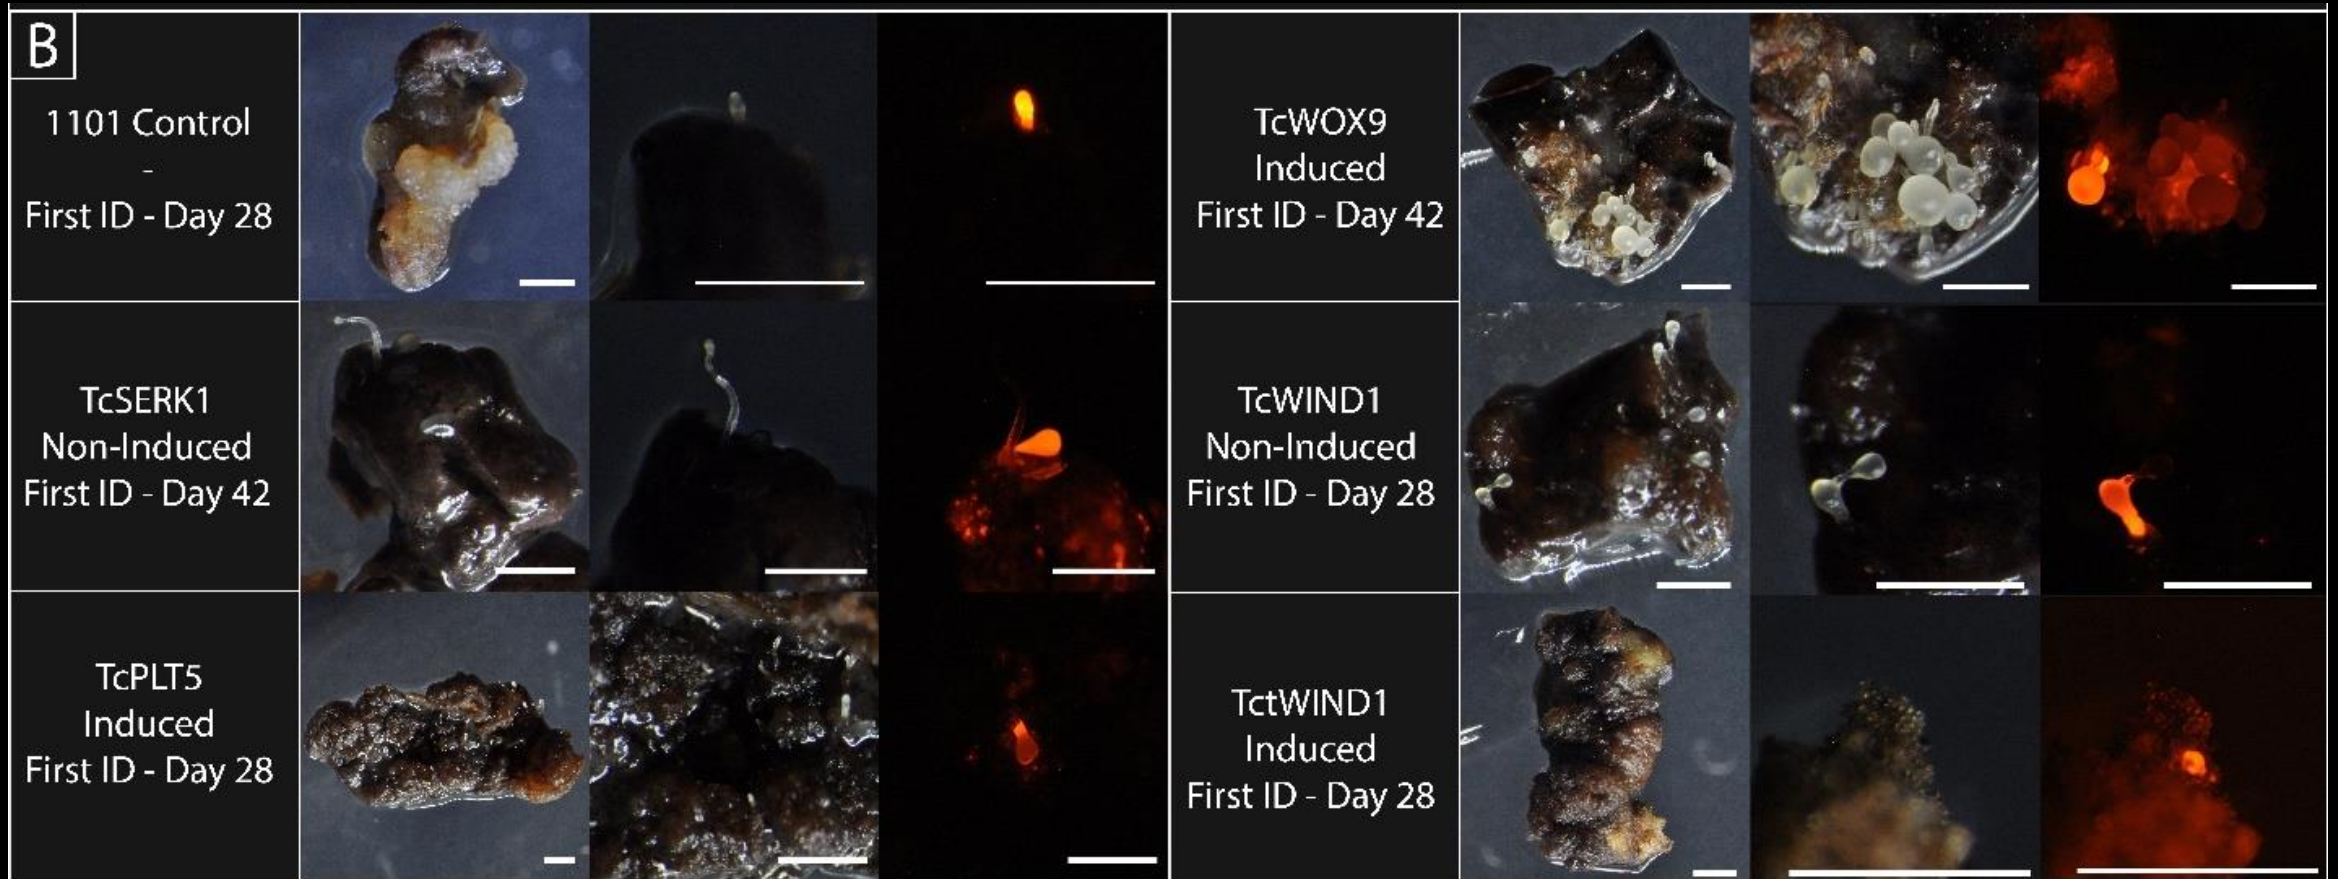 B
1101 Control
-
First ID - Day 28
TcSERK1
Non-Induced
First ID - Day 42
TcPLT5
Induced
First ID - Day 28
TcWOX9
Induced
First ID - Day 42
TcWIND1
Non-Induced
First ID - Day 28
TctWIND1
Induced
First ID - Day 28